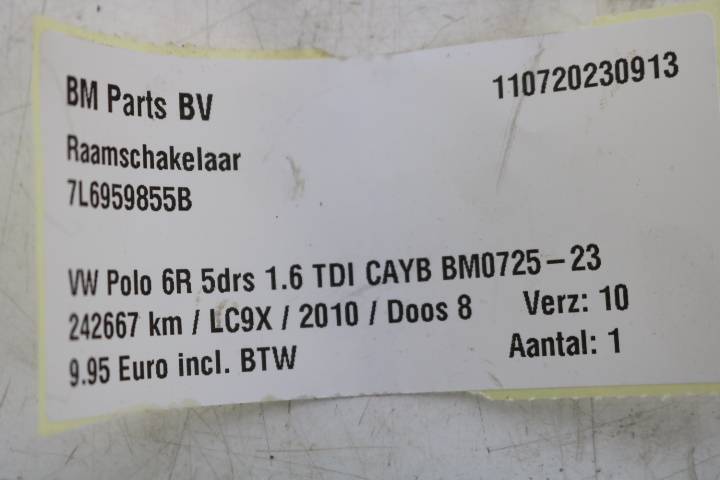 BM Parts BV 110720230913
Raamschakelaar
7L6959855B
VW Polo 6R 5drs 1.6 TDI CAYB BM0725-23
242667 km / LC9X / 2010 / Doos 8 Verz: 10
9.95 Euro incl. BTW Aantal: 1